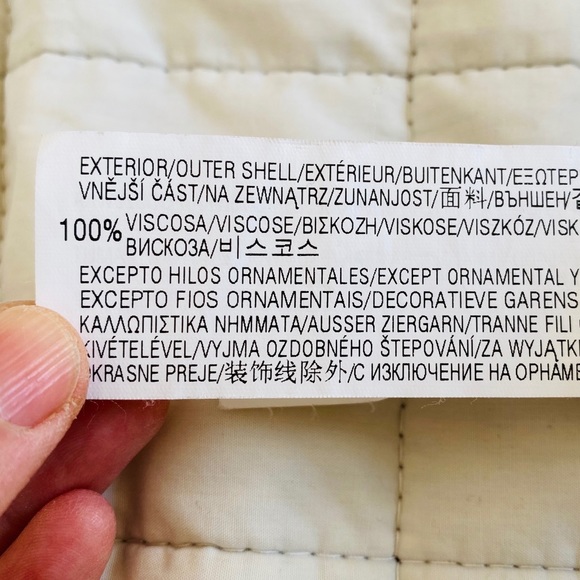 EXTERIOR/OUTER SHELL/EXTÉRIEUR/BUITENKANT/ΕΞΩΤΕΡ
VNĚJŠÍ ČÁST/NA ZEWNĄTRZ/ZUNANJOST/面料/ВЪНШЕН/
100% VISCOSA/VISCOSE/ΒΙΣΚΟΖΗ/VISKOSE/VISZKÓZ/VISK
ВИСКОЗА/비스코스
EXCEPTO HILOS ORNAMENTALES/EXCEPT ORNAMENTAL Y
EXCEPTO FIOS ORNAMENTAIS/DECORATIEVE GARENS
ΚΑΛΛΩΠΙΣΤΙΚΑ ΝΗΜΜΑΤΑ/AUSSER ZIERGARN/TRANNE FILI
KIVÉTELÉVEL/VYJMA OZDOBNÉHO ŠTEPOVÁNÍ/ZA WYJĄTK
OKRASNE PREJE/装饰线除外/С ИЗКЛЮЧЕНИЕ НА ОРНАМЕ